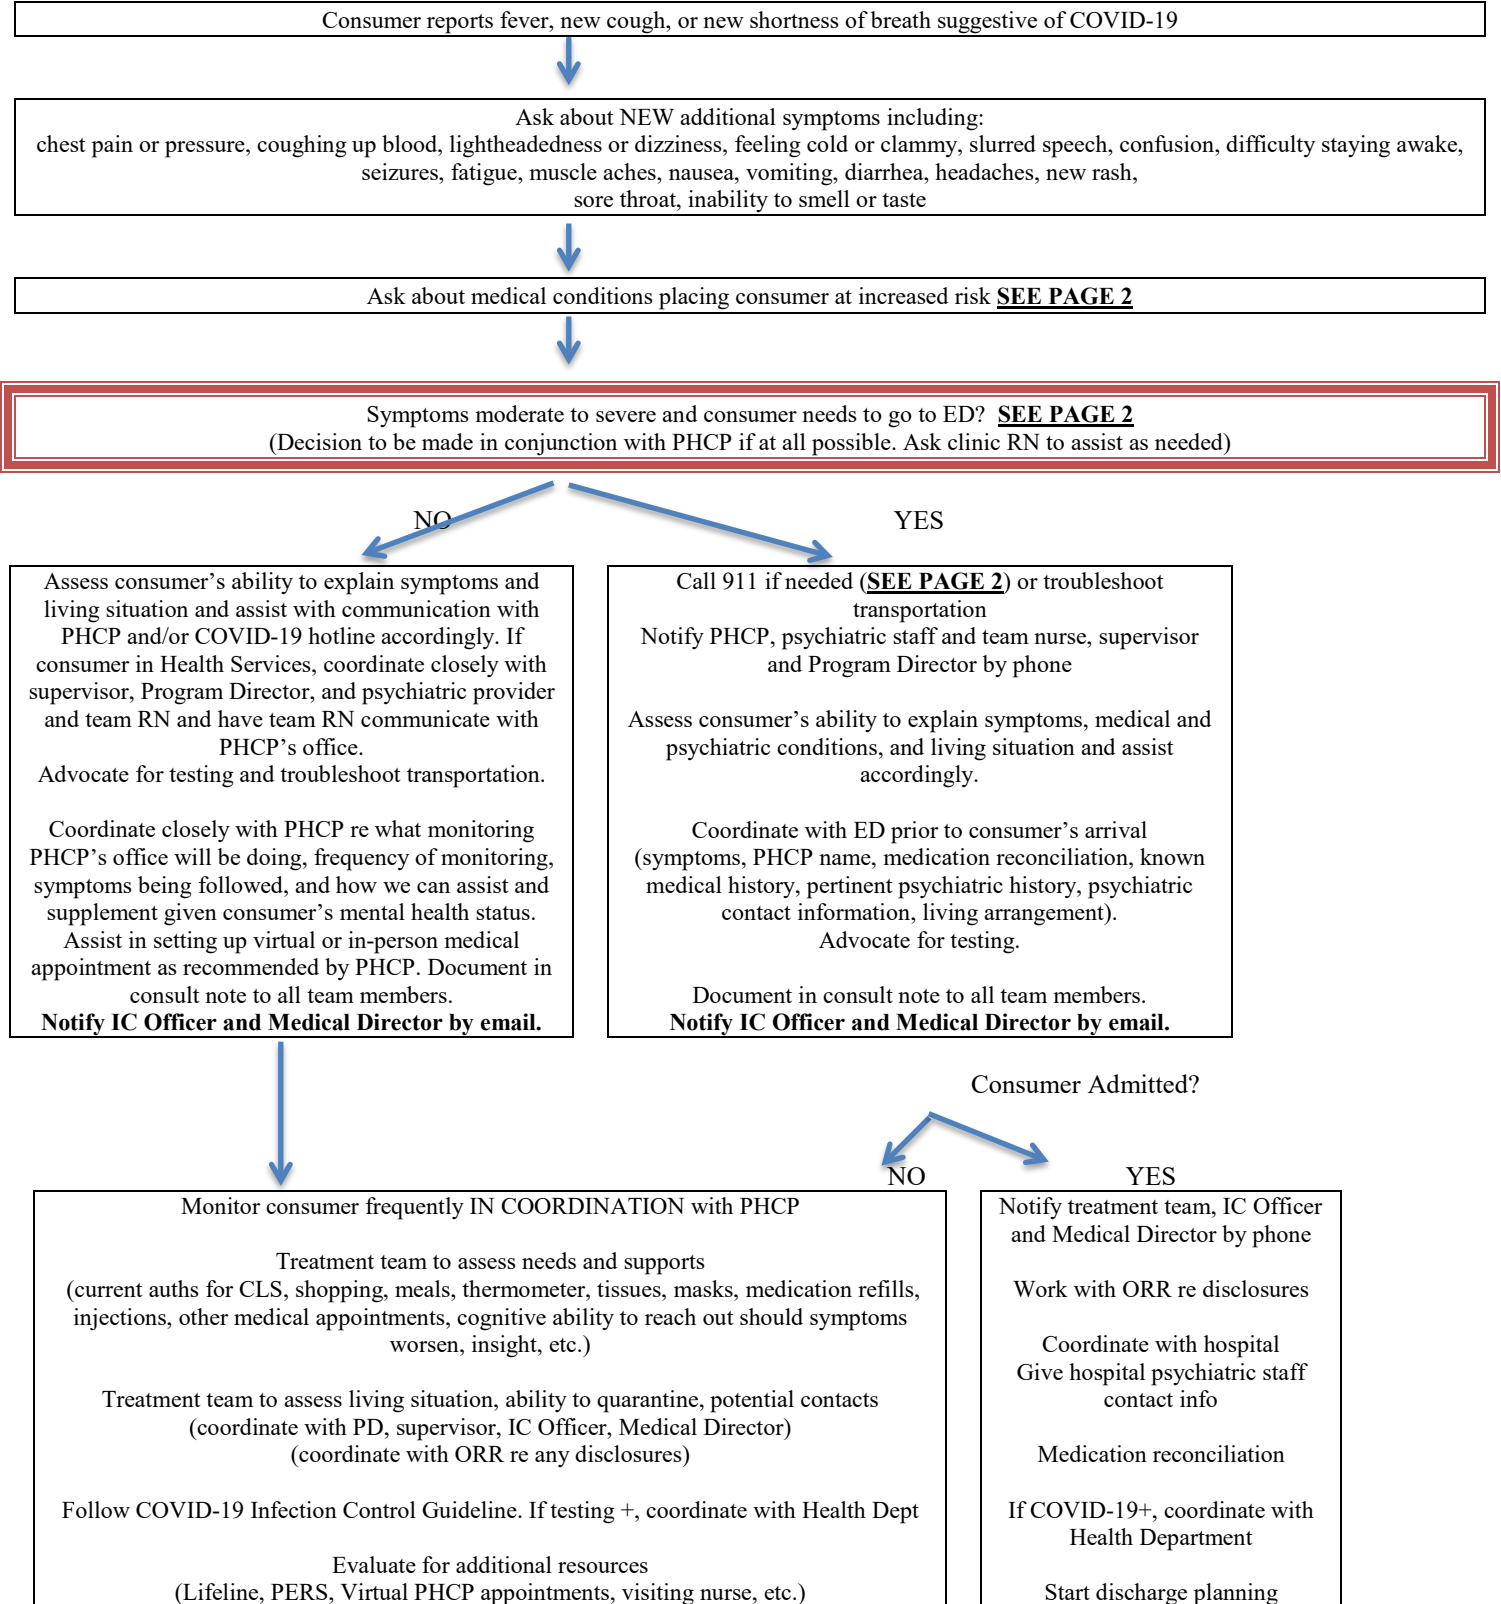 Consumer reports fever, new cough, or new shortness of breath suggestive of COVID-19
Ask about NEW additional symptoms including:
chest pain or pressure, coughing up blood, lightheadedness or dizziness, feeling cold or clammy, slurred speech, confusion, difficulty staying awake,
seizures, fatigue, muscle aches, nausea, vomiting, diarrhea, headaches, new rash,
sore throat, inability to smell or taste
Ask about medical conditions placing consumer at increased risk SEE PAGE 2
Symptoms moderate to severe and consumer needs to go to ED? SEE PAGE 2
(Decision to be made in conjunction with PHCP if at all possible. Ask clinic RN to assist as needed)
NO
YES
Assess consumer's ability to explain symptoms and
living situation and assist with communication with
PHCP and/or COVID-19 hotline accordingly. If
consumer in Health Services, coordinate closely with
supervisor, Program Director, and psychiatric provider
and team RN and have team RN communicate with
PHCP's office.
Advocate for testing and troubleshoot transportation.
Coordinate closely with PHCP re what monitoring
PHCP's office will be doing, frequency of monitoring,
symptoms being followed, and how we can assist and
supplement given consumer's mental health status.
Assist in setting up virtual or in-person medical
appointment as recommended by PHCP. Document in
consult note to all team members.
Notify IC Officer and Medical Director by email.
Call 911 if needed (SEE PAGE 2) or troubleshoot
transportation
Notify PHCP, psychiatric staff and team nurse, supervisor
and Program Director by phone
Assess consumer's ability to explain symptoms, medical and
psychiatric conditions, and living situation and assist
accordingly.
Coordinate with ED prior to consumer's arrival
(symptoms, PHCP name, medication reconciliation, known
medical history, pertinent psychiatric history, psychiatric
contact information, living arrangement).
Advocate for testing.
Document in consult note to all team members.
Notify IC Officer and Medical Director by email.
Consumer Admitted?
NO
YES
Monitor consumer frequently IN COORDINATION with PHCP
Treatment team to assess needs and supports
(current auths for CLS, shopping, meals, thermometer, tissues, masks, medication refills,
injections, other medical appointments, cognitive ability to reach out should symptoms
worsen, insight, etc.)
Treatment team to assess living situation, ability to quarantine, potential contacts
(coordinate with PD, supervisor, IC Officer, Medical Director)
(coordinate with ORR re any disclosures)
Follow COVID-19 Infection Control Guideline. If testing +, coordinate with Health Dept
Evaluate for additional resources
(Lifeline, PERS, Virtual PHCP appointments, visiting nurse, etc.)
Notify treatment team, IC Officer
and Medical Director by phone
Work with ORR re disclosures
Coordinate with hospital
Give hospital psychiatric staff
contact info
Medication reconciliation
If COVID-19+, coordinate with
Health Department
Start discharge planning